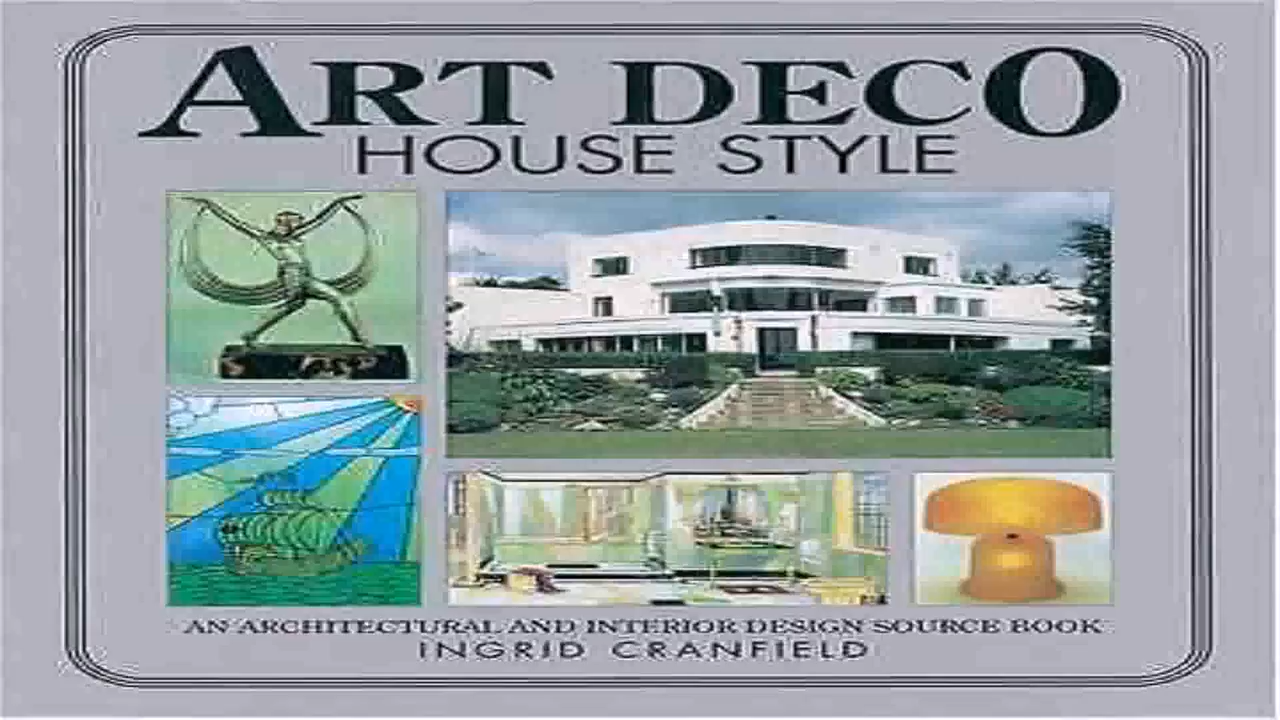 ART DECO
HOUSE STYLE
AN ARCHITECTURAL AND INTERIOR DESIGN SOURCE BOOK
INGRID CRANFIELD